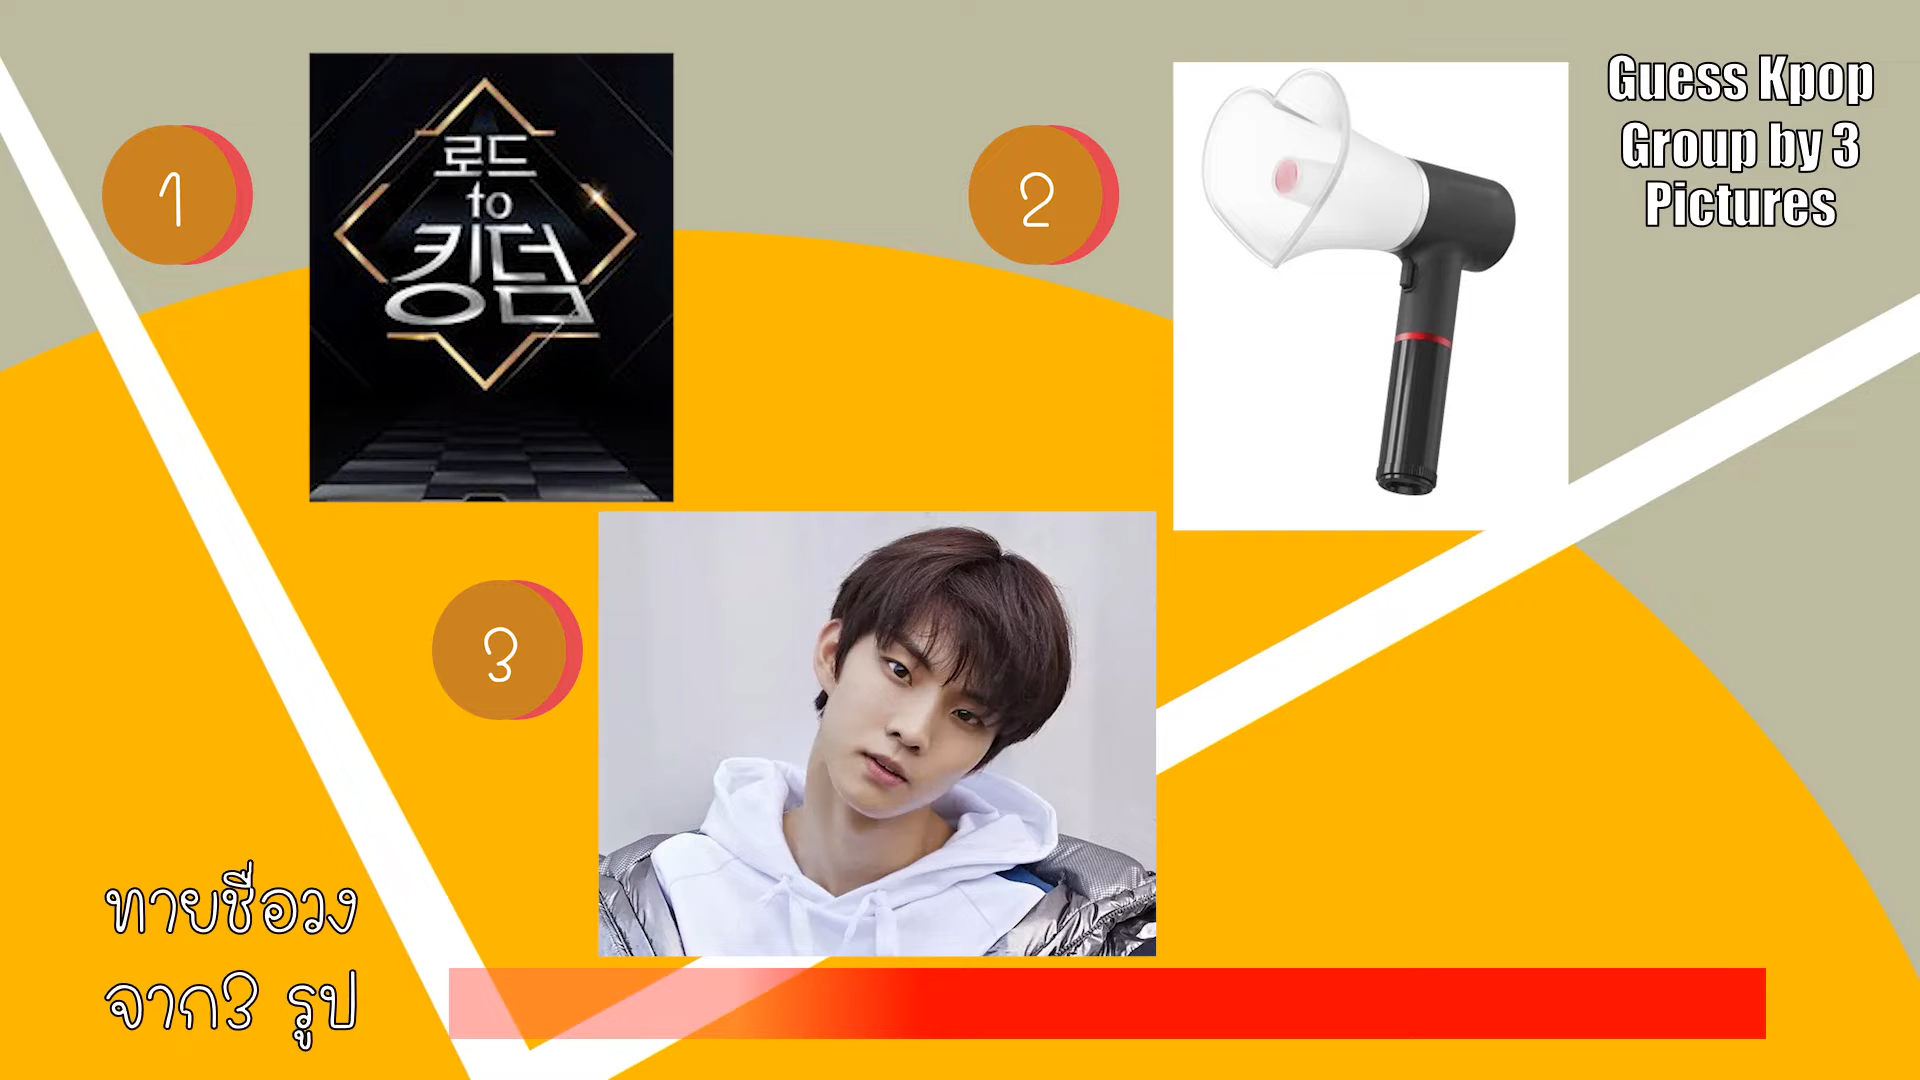 1
로드
to
킹덤
2
Guess Kpop
Group by 3
Pictures
3
ทายชื่อวง
จาก3 รูป